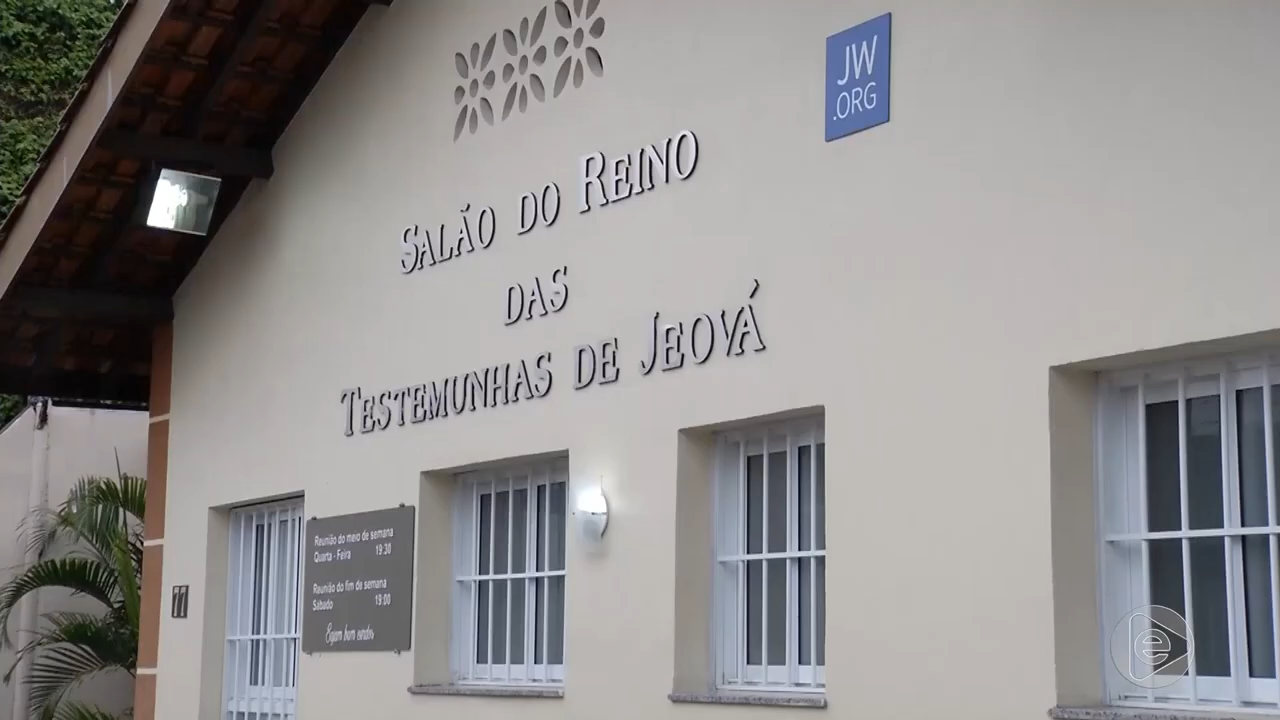 JW
.ORG
SALÃO DO REINO
DAS
TESTEMUNHAS DE JEOVÁ
Reunião do meio de semana
Quarta - Feira 19:30
Reunião do fim de semana
Sábado 19:00
Sejam bem vindos
77
e